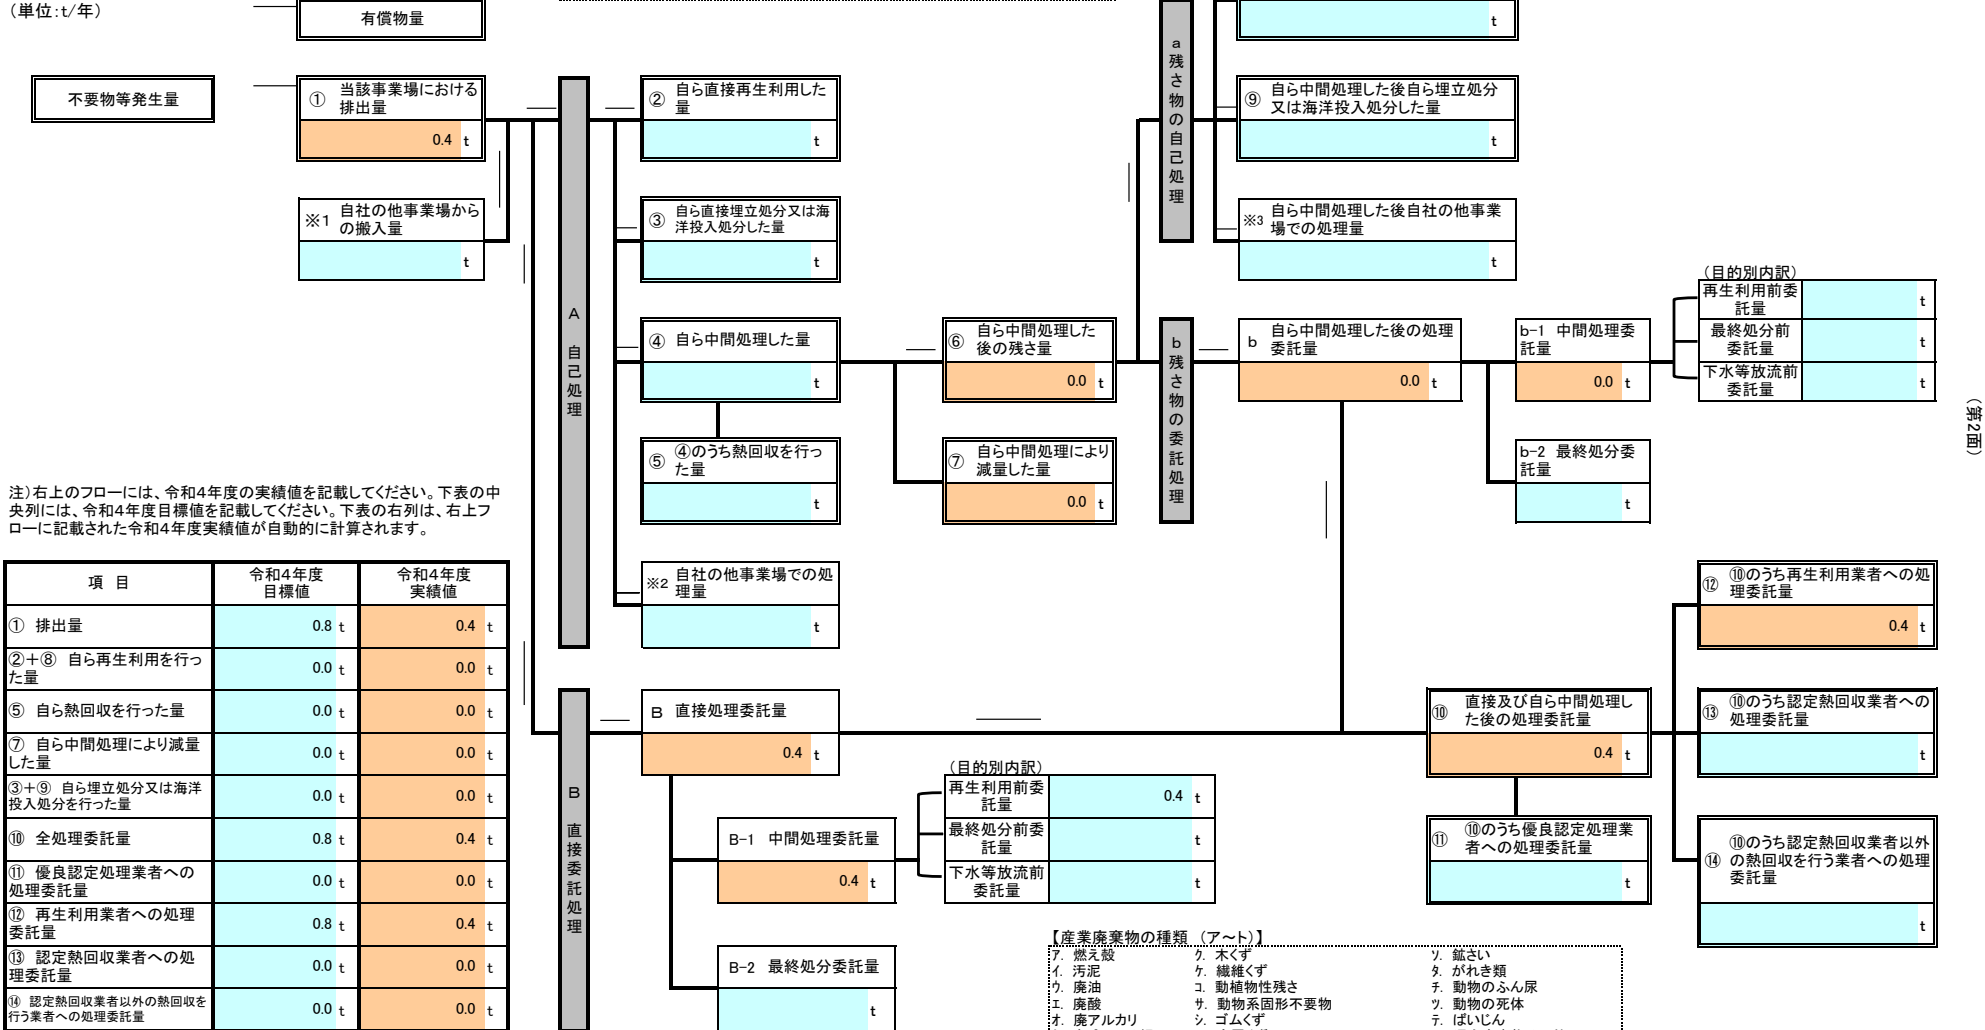 （単位:t/年）
有償物量
t
不要物等発生量
① 当該事業場における
排出量
0.4 t
② 自ら直接再生利用した
量
t
⑨ 自ら中間処理した後自ら埋立処分
又は海洋投入処分した量
t
a 残さ物の自己処理
※1 自社の他事業場から
の搬入量
t
③ 自ら直接埋立処分又は海
洋投入処分した量
t
※3 自ら中間処理した後自社の他事業
場での処理量
t
A 自己処理
④ 自ら中間処理した量
t
⑥ 自ら中間処理した
後の残さ量
0.0 t
b 残さ物の委託処理
b 自ら中間処理した後の処理
委託量
0.0 t
b-1 中間処理委
託量
0.0 t
（目的別内訳）
再生利用前委
託量
t
最終処分前
委託量
t
下水等放流前
委託量
t
（第2面）
⑤ ④のうち熱回収を行っ
た量
t
⑦ 自ら中間処理により
減量した量
0.0 t
b-2 最終処分委
託量
t
注）右上のフローには、令和4年度の実績値を記載してください。下表の中
央列には、令和4年度目標値を記載してください。下表の右列は、右上フ
ローに記載された令和4年度実績値が自動的に計算されます。
※2 自社の他事業場での処
理量
t
項 目
令和4年度
目標値
令和4年度
実績値
① 排出量
0.8 t
0.4 t
②＋⑧ 自ら再生利用を行っ
た量
0.0 t
0.0 t
⑤ 自ら熱回収を行った量
0.0 t
0.0 t
⑦ 自ら中間処理により減量
した量
0.0 t
0.0 t
③＋⑨ 自ら埋立処分又は海洋
投入処分を行った量
0.0 t
0.0 t
⑩ 全処理委託量
0.8 t
0.4 t
⑪ 優良認定処理業者への
処理委託量
0.0 t
0.0 t
⑫ 再生利用業者への処理
委託量
0.8 t
0.4 t
⑬ 認定熱回収業者への処
理委託量
0.0 t
0.0 t
⑭ 認定熱回収業者以外の熱回収を
行う業者への処理委託量
0.0 t
0.0 t
B 直接委託処理
B 直接処理委託量
0.4 t
B-1 中間処理委託量
0.4 t
（目的別内訳）
再生利用前委
託量
0.4 t
最終処分前委
託量
t
下水等放流前
委託量
t
B-2 最終処分委託量
t
⑩ 直接及び自ら中間処理し
た後の処理委託量
0.4 t
⑪ ⑩のうち優良認定処理業
者への処理委託量
t
⑫ ⑩のうち再生利用業者への処
理委託量
0.4 t
⑬ ⑩のうち認定熱回収業者への
処理委託量
t
⑭ ⑩のうち認定熱回収業者以外
の熱回収を行う業者への処理
委託量
t
【産業廃棄物の種類 （ア～ト）】
ア. 燃え殻
イ. 汚泥
ウ. 廃油
エ. 廃酸
オ. 廃アルカリ
ク. 木くず
ケ. 繊維くず
コ. 動植物性残さ
サ. 動物系固形不要物
シ. ゴムくず
ソ. 鉱さい
タ. がれき類
チ. 動物のふん尿
ツ. 動物の死体
テ. ばいじん